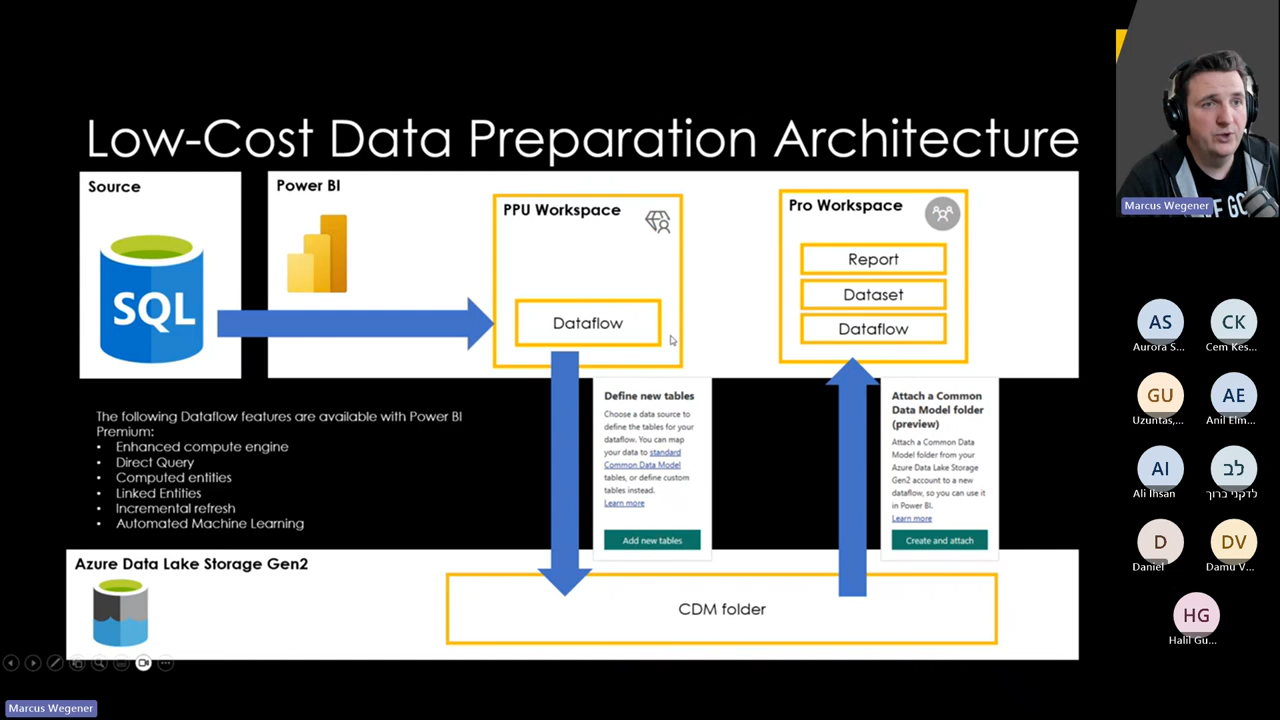 Low-Cost Data Preparation Architecture
Source
SQL
Power BI
PPU Workspace
Dataflow
Pro Workspace
Report
Dataset
Dataflow
The following Dataflow features are available with Power BI
Premium:
• Enhanced compute engine
• Direct Query
• Computed entities
• Linked Entities
• Incremental refresh
• Automated Machine Learning
Define new tables
Choose a data source to
define the tables for your
dataflow. You can map
your data to standard
Common Data Model
tables, or define custom
tables instead.
Learn more
Add new tables
Attach a Common
Data Model folder
(preview)
Attach a Common Data
Model folder from your
Azure Data Lake Storage
Gen2 account to a new
dataflow, so you can use it
in Power BI.
Learn more
Create and attach
Azure Data Lake Storage Gen2
CDM folder
Marcus Wegener
Marcus Wegener
AS
Aurora S...
CK
Cem Kes...
GU
Uzuntas,...
AE
Anil Elm...
AI
Ali Ihsan
לב
לדקני ברוך
D
Daniel
DV
Damu V...
HG
Halil Gu...